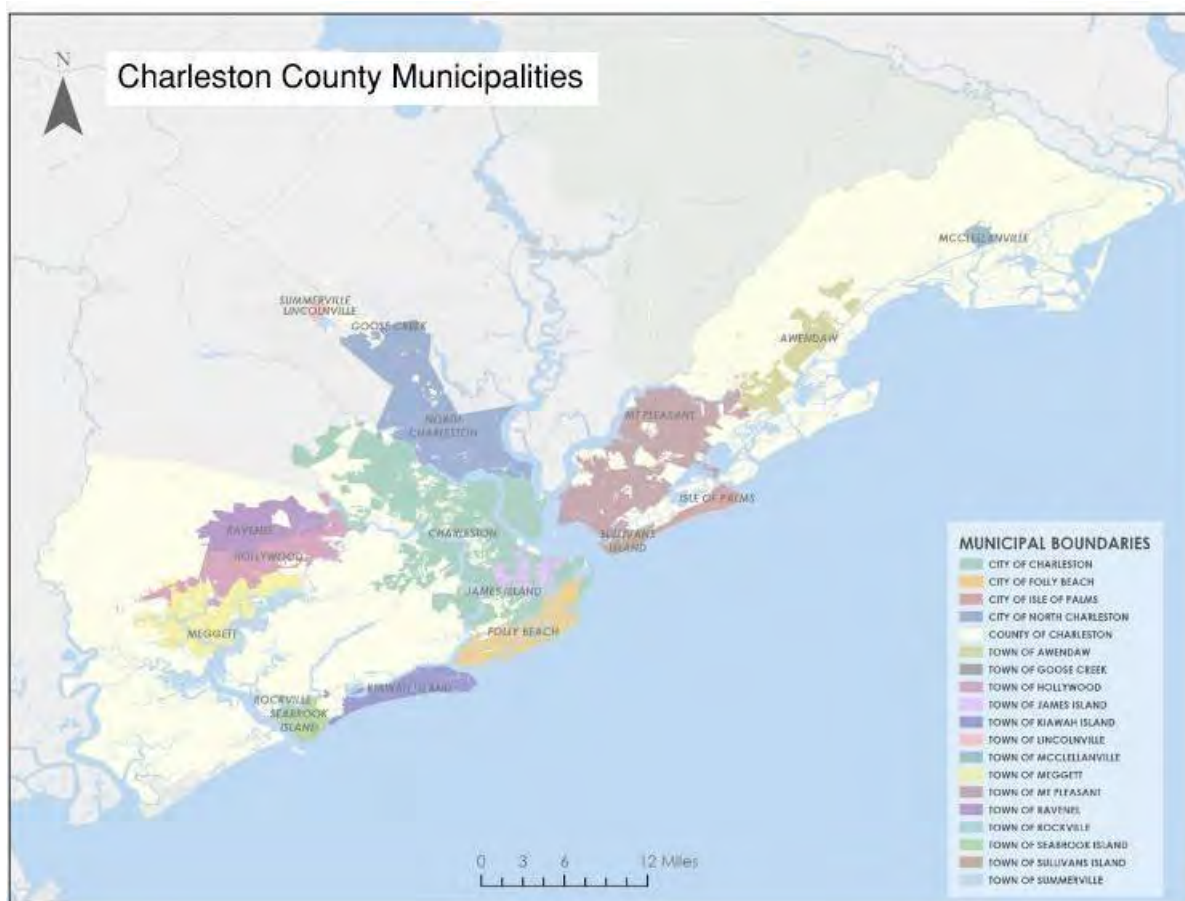 N
Charleston County Municipalities
MCCLELLANVILLE
SUMMERVILLE
LINCOLNVILLE
GOOSE CREEK
AWENDAW
MT PLEASANT
NORTH
CHARLESTON
ISLE OF PALMS
RAVENEL
CHARLESTON
SULLIVANS
ISLAND
HOLLYWOOD
JAMES ISLAND
MEGGETT
FOLLY BEACH
KIAWAH ISLAND
ROCKVILLE
SEABROOK
ISLAND
MUNICIPAL BOUNDARIES
CITY OF CHARLESTON
CITY OF FOLLY BEACH
CITY OF ISLE OF PALMS
CITY OF NORTH CHARLESTON
COUNTY OF CHARLESTON
TOWN OF AWENDAW
TOWN OF GOOSE CREEK
TOWN OF HOLLYWOOD
TOWN OF JAMES ISLAND
TOWN OF KIAWAH ISLAND
TOWN OF LINCOLNVILLE
TOWN OF MCCLELLANVILLE
TOWN OF MEGGETT
TOWN OF MT PLEASANT
TOWN OF RAVENEL
TOWN OF ROCKVILLE
TOWN OF SEABROOK ISLAND
TOWN OF SULLIVANS ISLAND
TOWN OF SUMMERVILLE
0 3 6 12 Miles